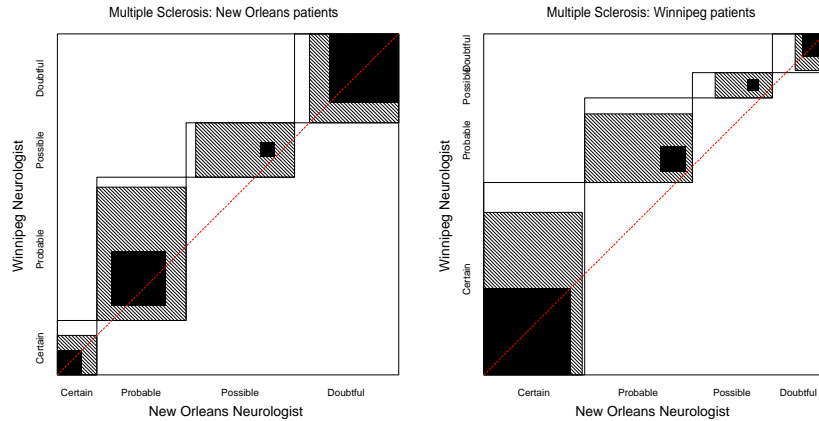 Multiple Sclerosis: New Orleans patients
Winnipeg Neurologist
Doubtful
Possible
Probable
Certain
Certain Probable Possible Doubtful
New Orleans Neurologist
Multiple Sclerosis: Winnipeg patients
Winnipeg Neurologist
Doubtful
Possible
Probable
Certain
Certain Probable Possible Doubtful
New Orleans Neurologist